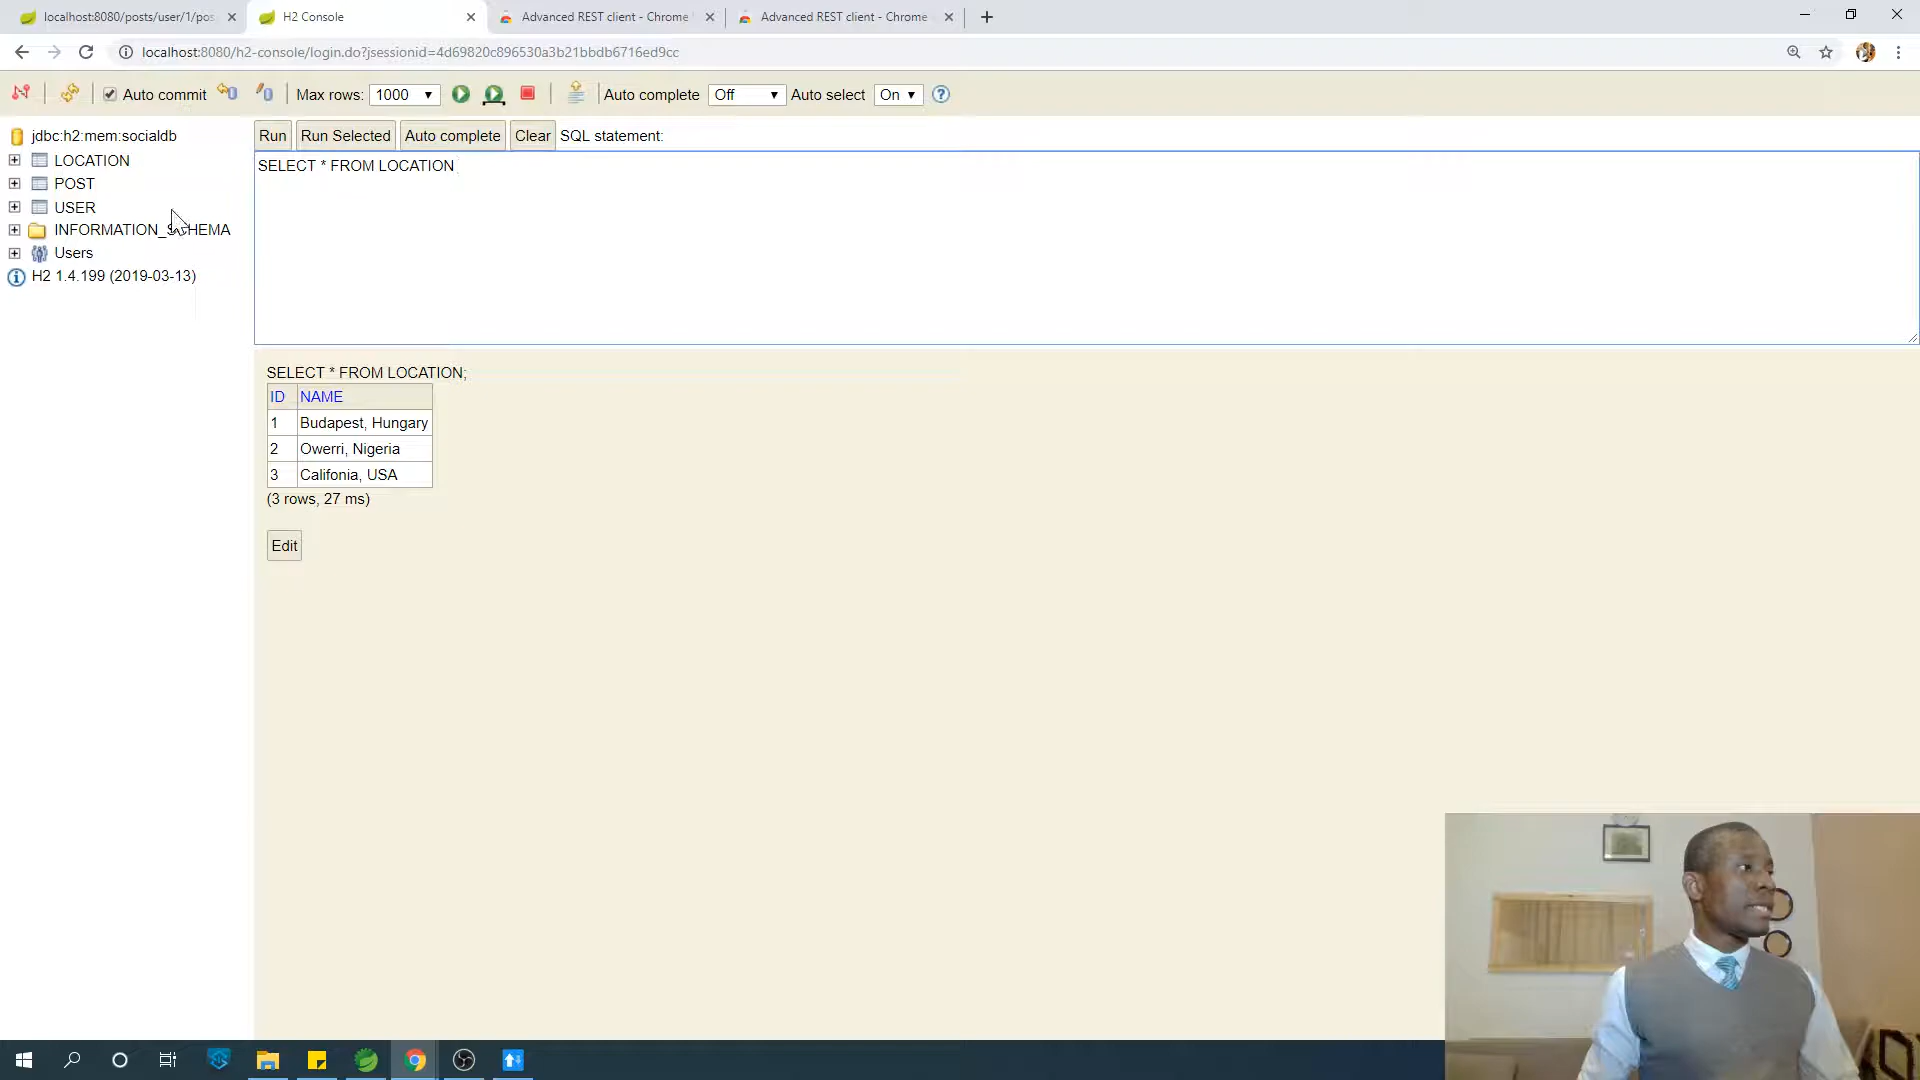 localhost:8080/posts/user/1/pos
H2 Console
Advanced REST client - Chrome
Advanced REST client - Chrome
localhost:8080/h2-console/login.do?jsessionid=4d69820c896530a3b21bbdb6716ed9cc
Auto commit
Max rows: 1000
Auto complete Off
Auto select On
jdbc:h2:mem:socialdb
LOCATION
POST
USER
INFORMATION_SCHEMA
Users
H2 1.4.199 (2019-03-13)
Run Run Selected Auto complete Clear SQL statement:
SELECT * FROM LOCATION
SELECT * FROM LOCATION;
ID NAME
1 Budapest, Hungary
2 Owerri, Nigeria
3 Califonia, USA
(3 rows, 27 ms)
Edit